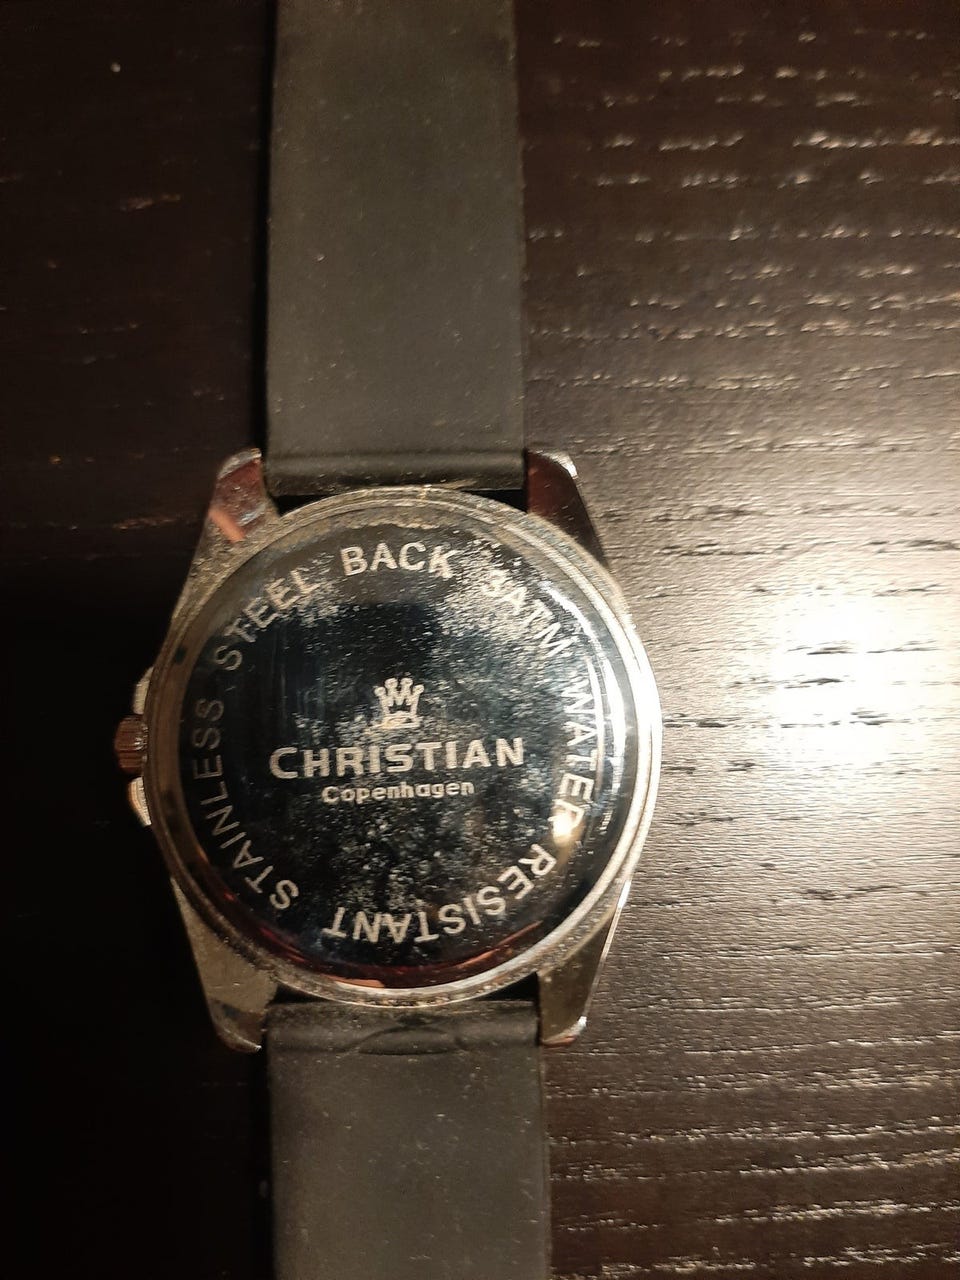 CHRISTIAN
Copenhagen
STAINLESS STEEL BACK 3ATM WATER RESISTANT